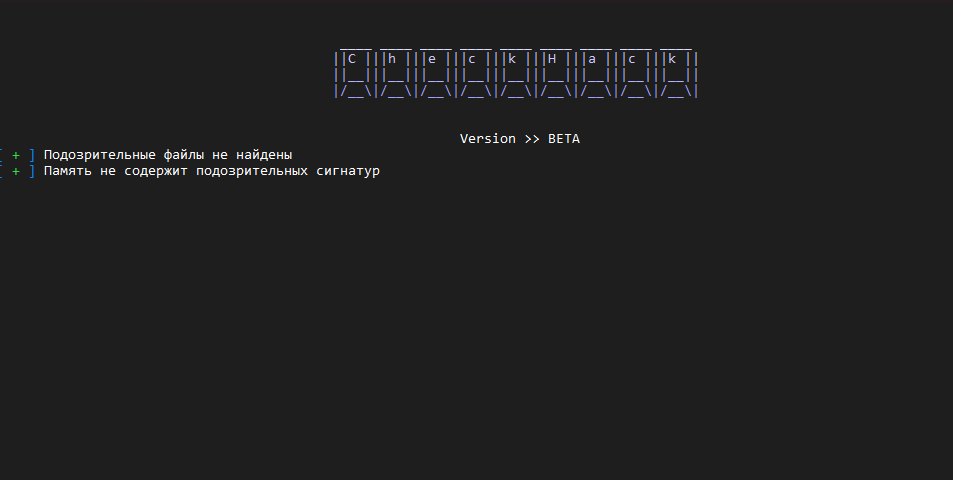 ____ ____ ____ ____ ____ ____ ____ ____ ____
||C |||h |||e |||c |||k |||H |||a |||c |||k ||
||__|||__|||__|||__|||__|||__|||__|||__|||__||
|/__\|/__\|/__\|/__\|/__\|/__\|/__\|/__\|/__\|
Version >> BETA
[ + ] Подозрительные файлы не найдены
[ + ] Память не содержит подозрительных сигнатур